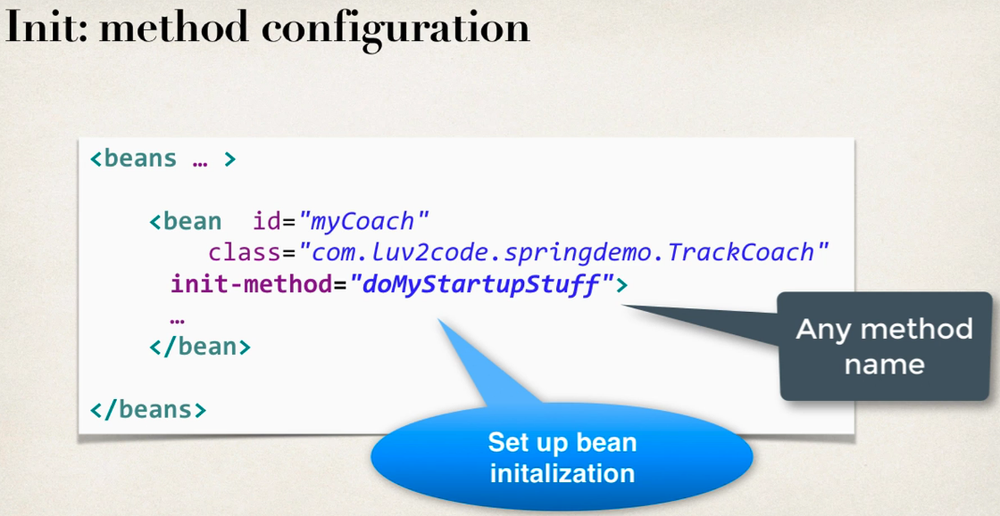 Init: method configuration
<beans … >
<bean  id="myCoach"
class="com.luv2code.springdemo.TrackCoach"
init-method="doMyStartupStuff">
…
</bean>
</beans>
Any method
name
Set up bean
initalization